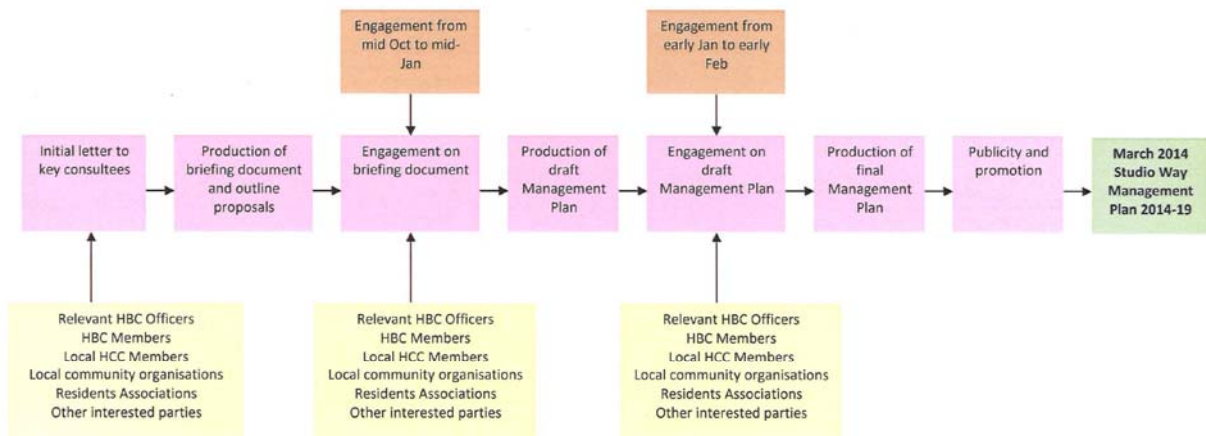 Engagement from
mid Oct to mid-
Jan
Engagement from
early Jan to early
Feb
Initial letter to
key consultees
Production of
briefing document
and outline
proposals
Engagement on
briefing document
Production of
draft
Management
Plan
Engagement on
draft
Management Plan
Production of
final
Management
Plan
Publicity and
promotion
March 2014
Studio Way
Management
Plan 2014-19
Relevant HBC Officers
HBC Members
Local HCC Members
Local community organisations
Residents Associations
Other interested parties
Relevant HBC Officers
HBC Members
Local HCC Members
Local community organisations
Residents Associations
Other interested parties
Relevant HBC Officers
HBC Members
Local HCC Members
Local community organisations
Residents Associations
Other interested parties